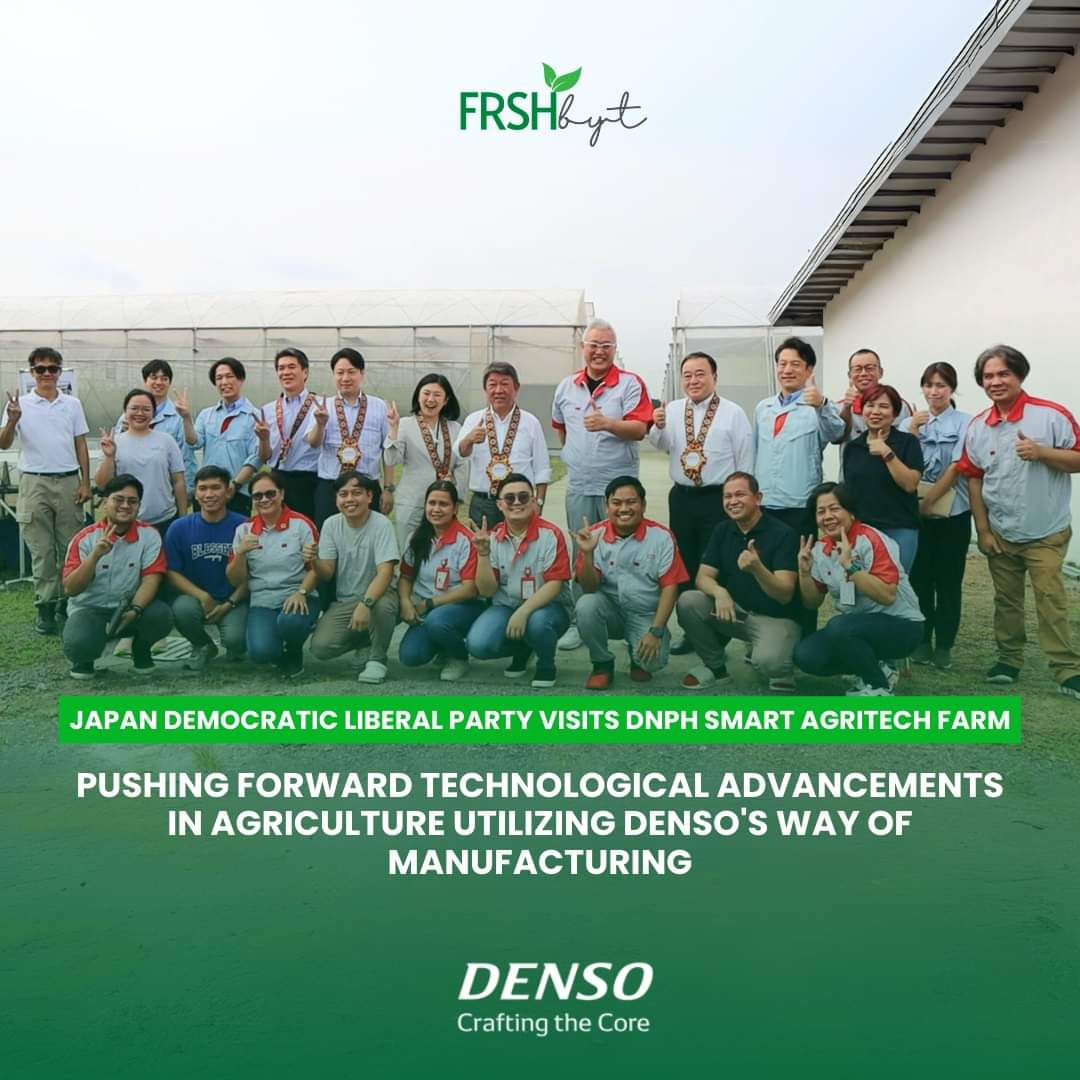 FRSHbyt
BLESSED
JAPAN DEMOCRATIC LIBERAL PARTY VISITS DNPH SMART AGRITECH FARM
PUSHING FORWARD TECHNOLOGICAL ADVANCEMENTS
IN AGRICULTURE UTILIZING DENSO'S WAY OF
MANUFACTURING
DENSO
Crafting the Core